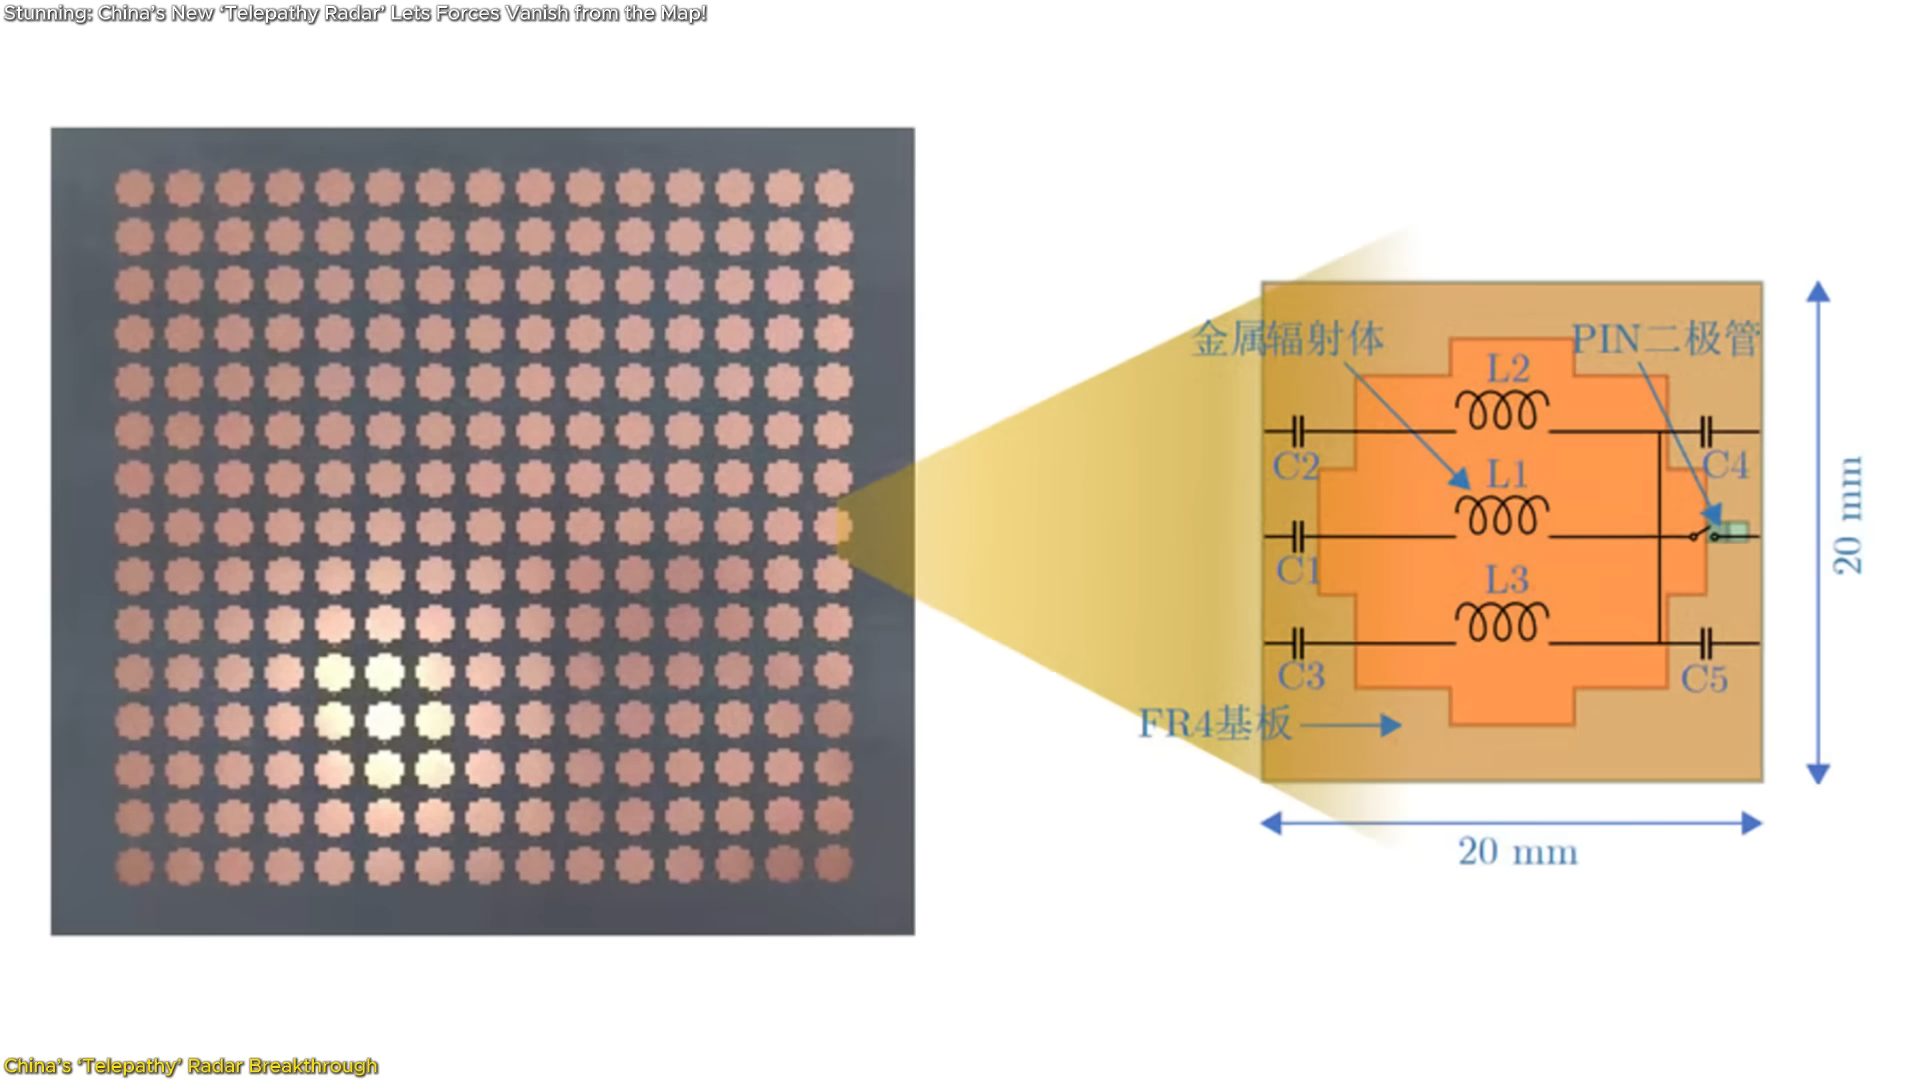 Stunning: China's New ‘Telepathy Radar’ Lets Forces Vanish from the Map!
金属辐射体
PIN二极管
L2
C2
C4
L1
C1
L3
C3
C5
FR4基板
20 mm
20 mm
China's ‘Telepathy’ Radar Breakthrough